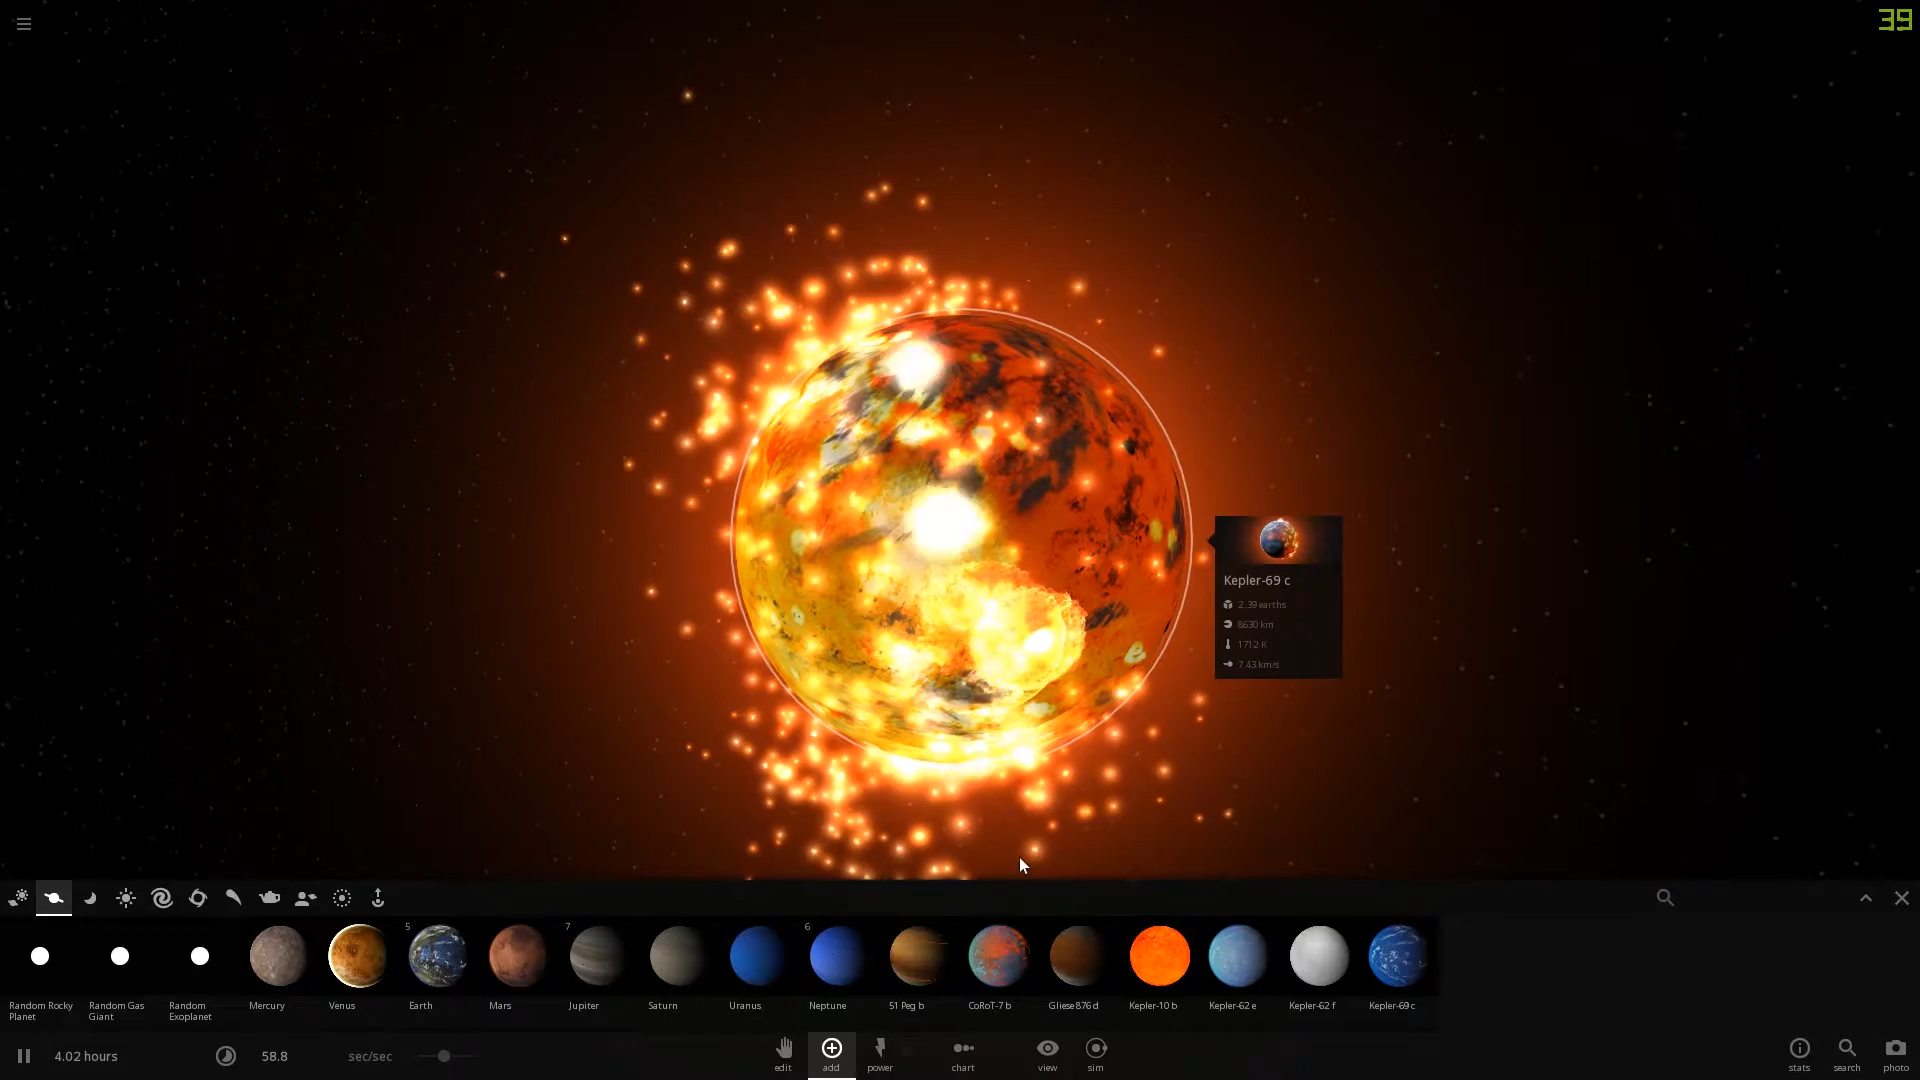 39
Kepler-69 c
2.39 earths
8630 km
1712 K
7.43 km/s
5
7
6
Random Rocky Planet
Random Gas Giant
Random Exoplanet
Mercury
Venus
Earth
Mars
Jupiter
Saturn
Uranus
Neptune
51 Peg b
CoRoT-7 b
Gliese 876 d
Kepler-10 b
Kepler-62 e
Kepler-62 f
Kepler-69 c
4.02 hours
58.8
sec/sec
edit
add
power
chart
view
sim
stats
search
photo